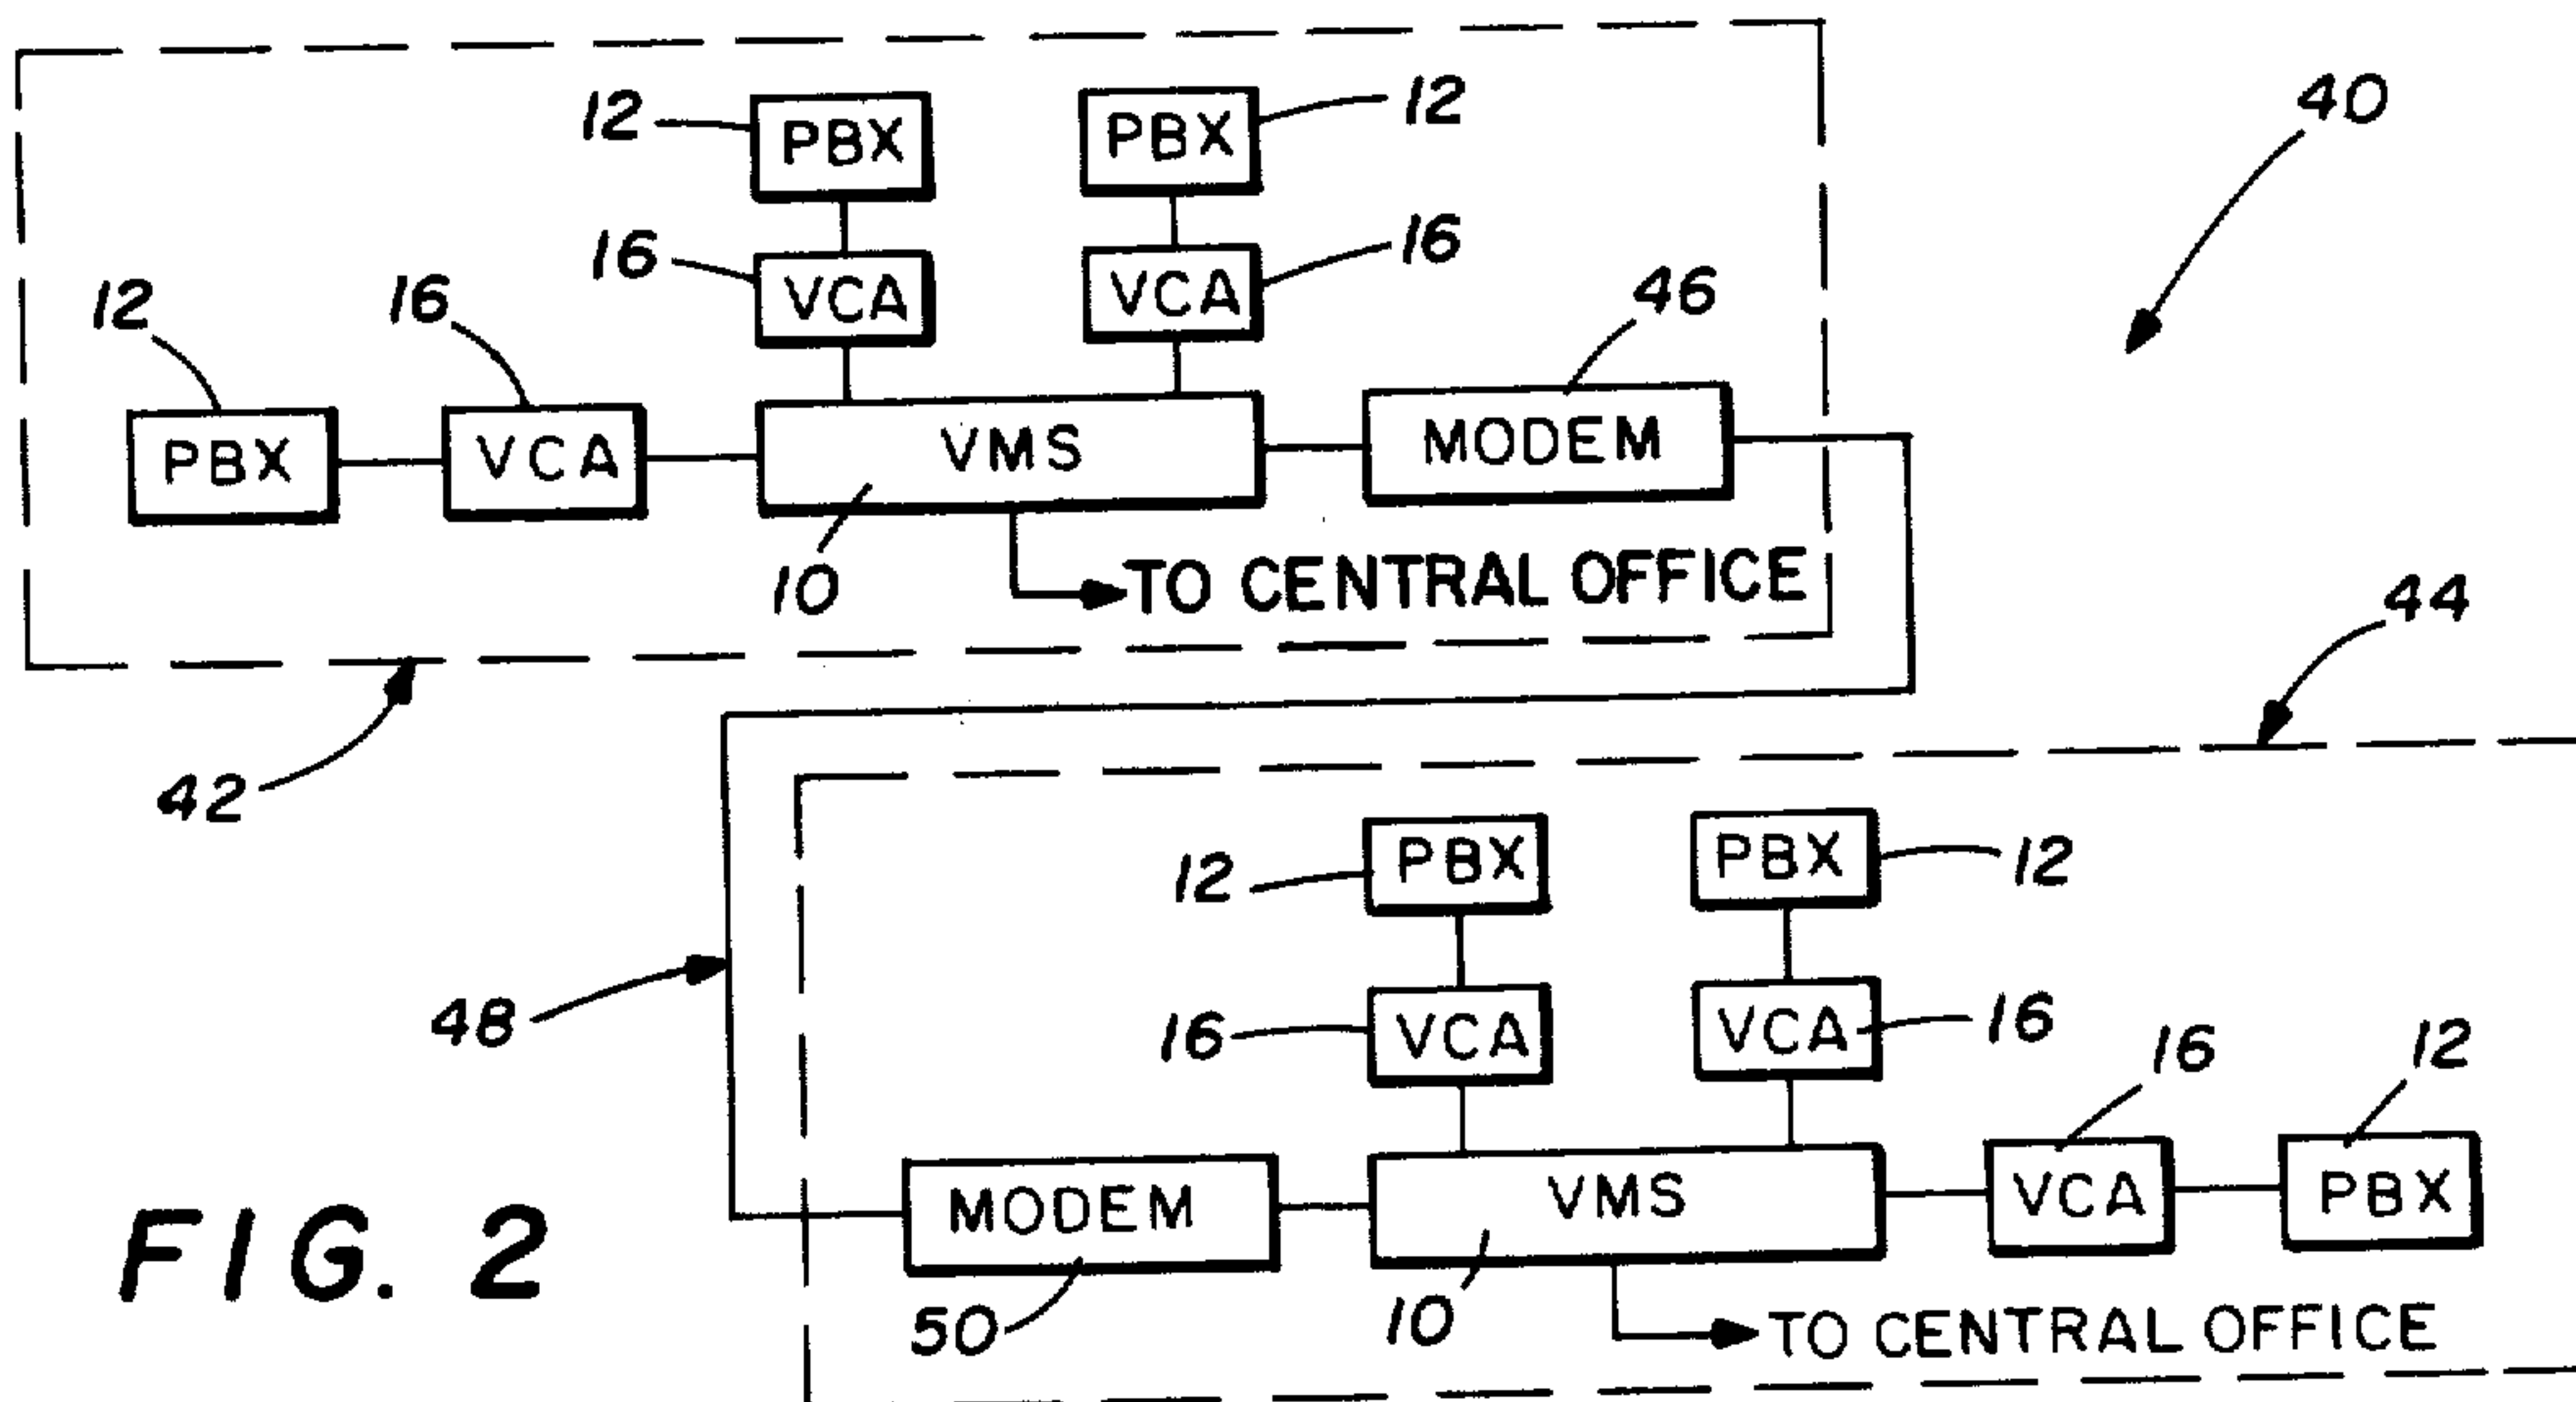 12 PBX PBX 12
40
16 VCA VCA 16
12 16 46
PBX VCA VMS MODEM
10 TO CENTRAL OFFICE
44
42
12 PBX PBX 12
48 16 VCA VCA 16 16 12
MODEM VMS VCA PBX
FIG. 2
50 10 TO CENTRAL OFFICE